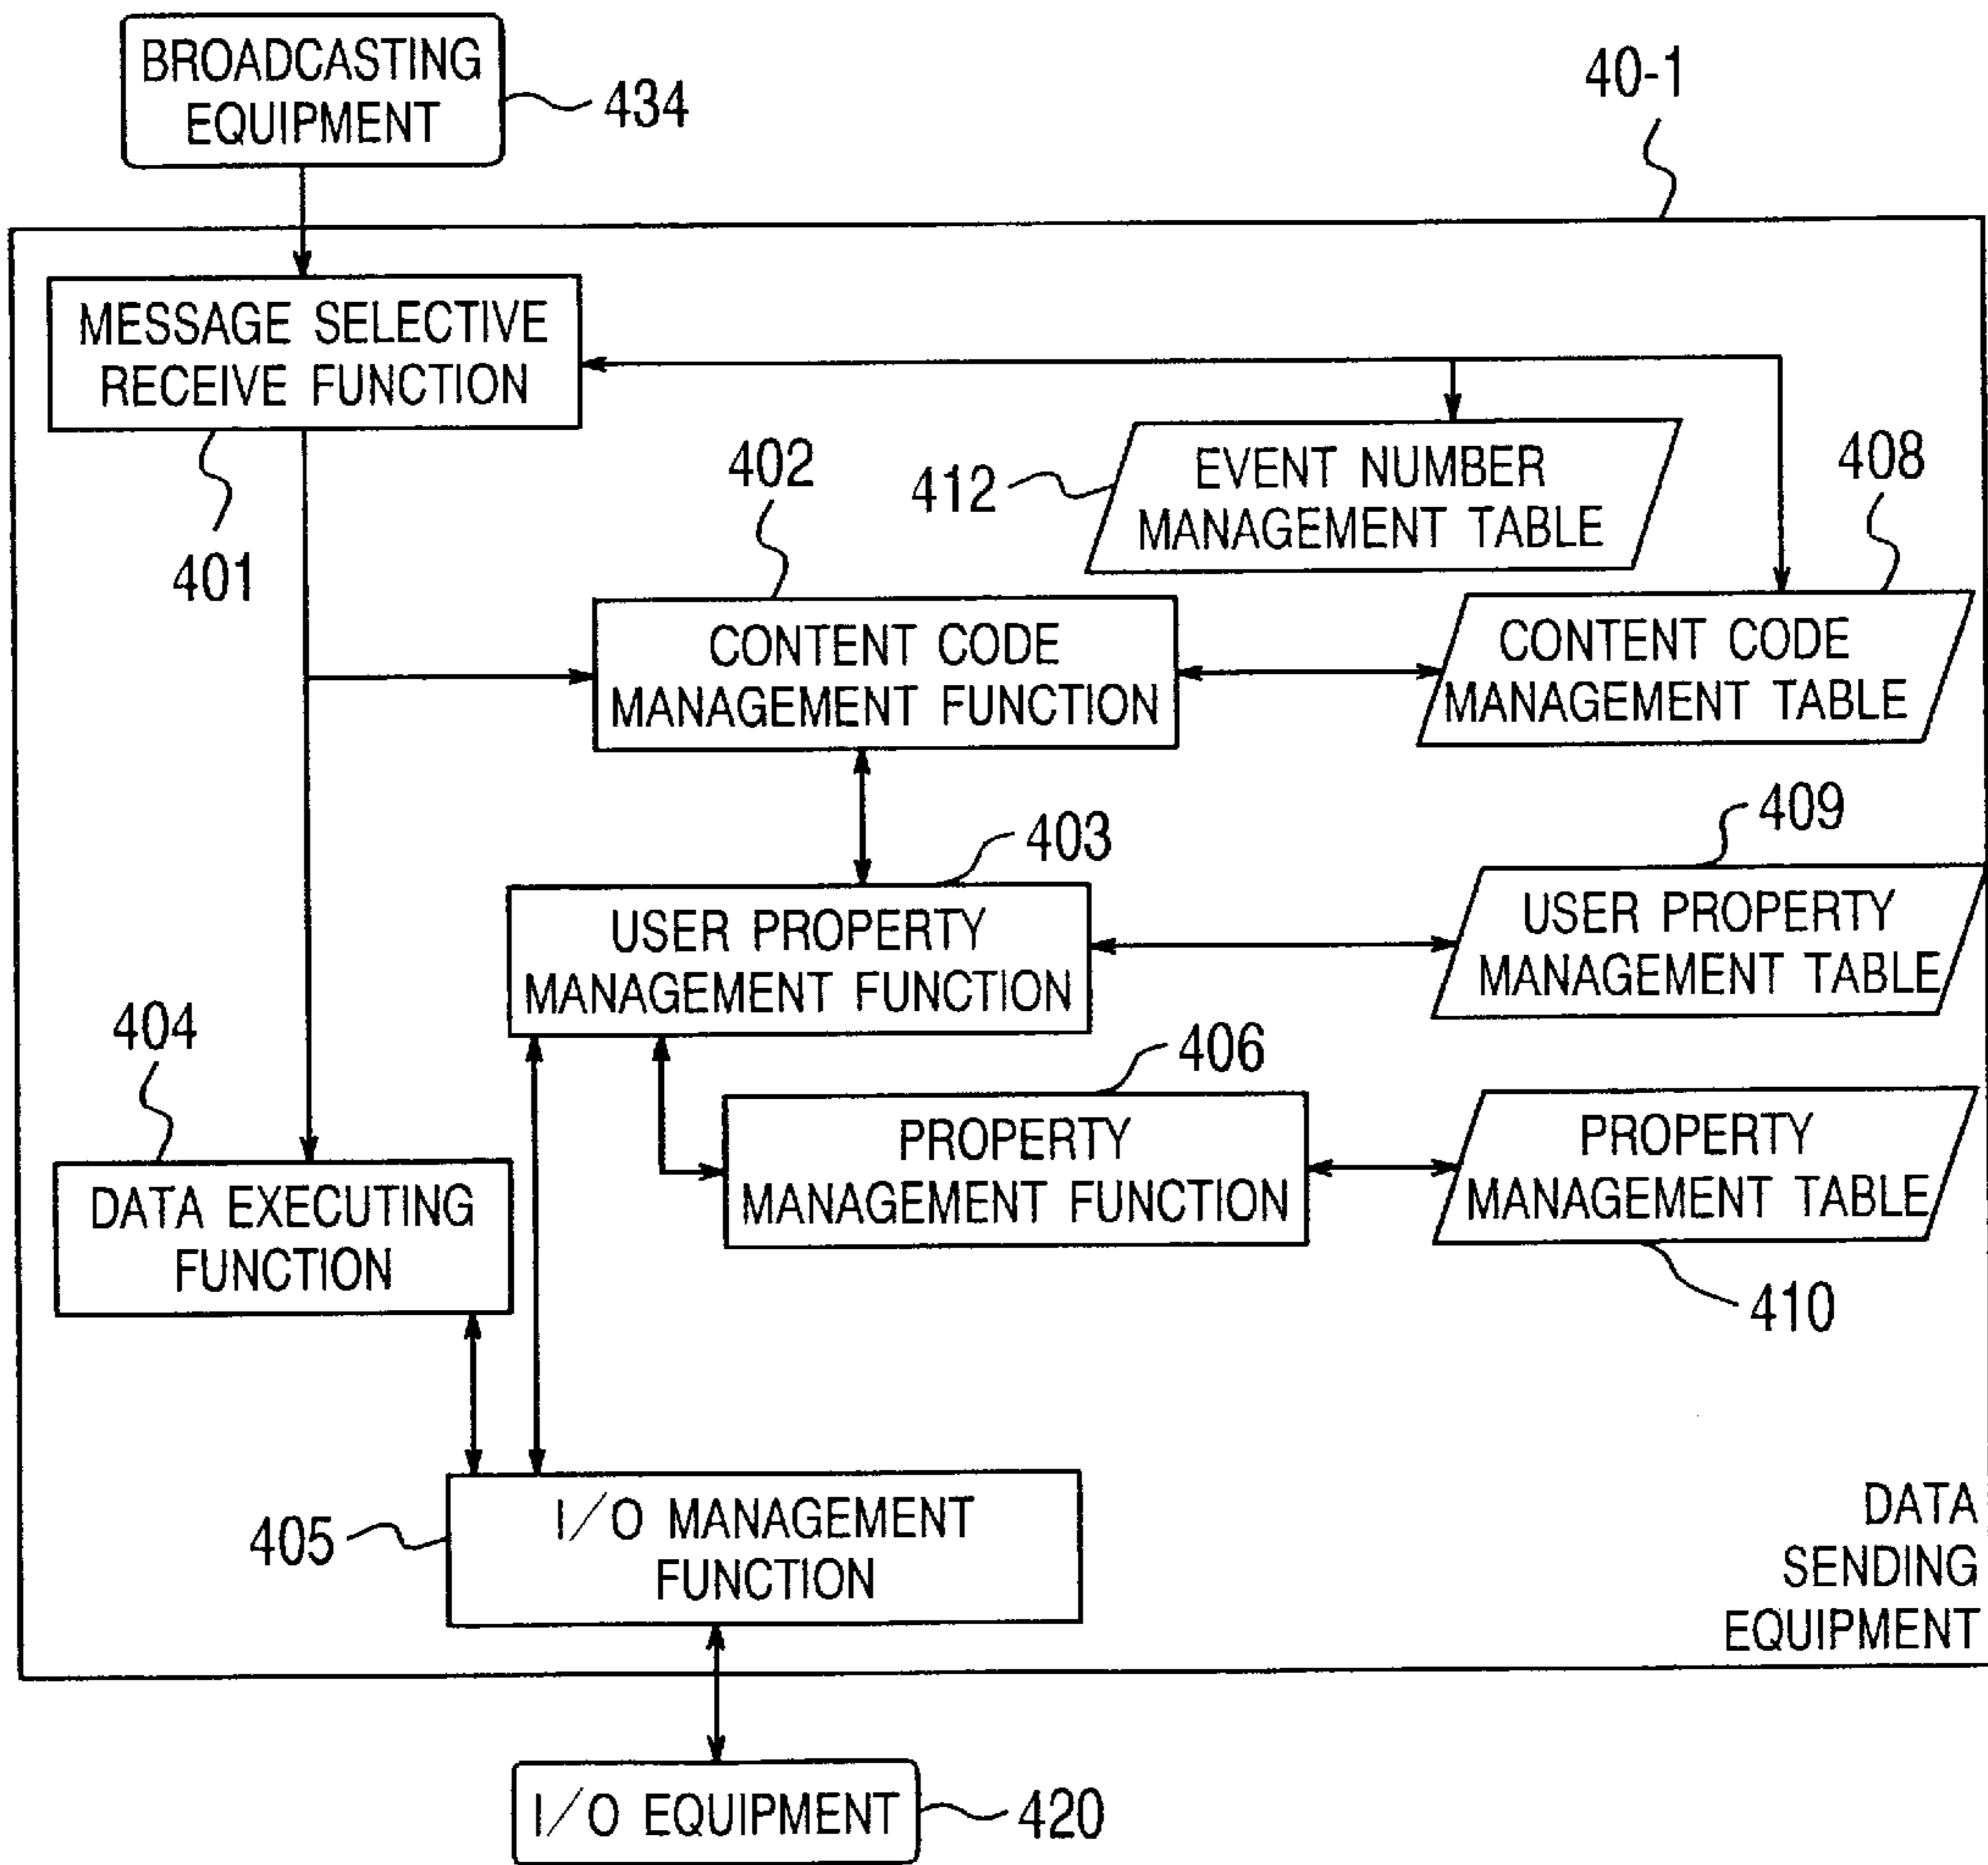 BROADCASTING
EQUIPMENT
434
40-1
MESSAGE SELECTIVE
RECEIVE FUNCTION
401
402
412
EVENT NUMBER
MANAGEMENT TABLE
408
CONTENT CODE
MANAGEMENT FUNCTION
CONTENT CODE
MANAGEMENT TABLE
403
409
USER PROPERTY
MANAGEMENT FUNCTION
USER PROPERTY
MANAGEMENT TABLE
404
406
DATA EXECUTING
FUNCTION
PROPERTY
MANAGEMENT FUNCTION
PROPERTY
MANAGEMENT TABLE
410
405
I/O MANAGEMENT
FUNCTION
DATA
SENDING
EQUIPMENT
I/O EQUIPMENT
420